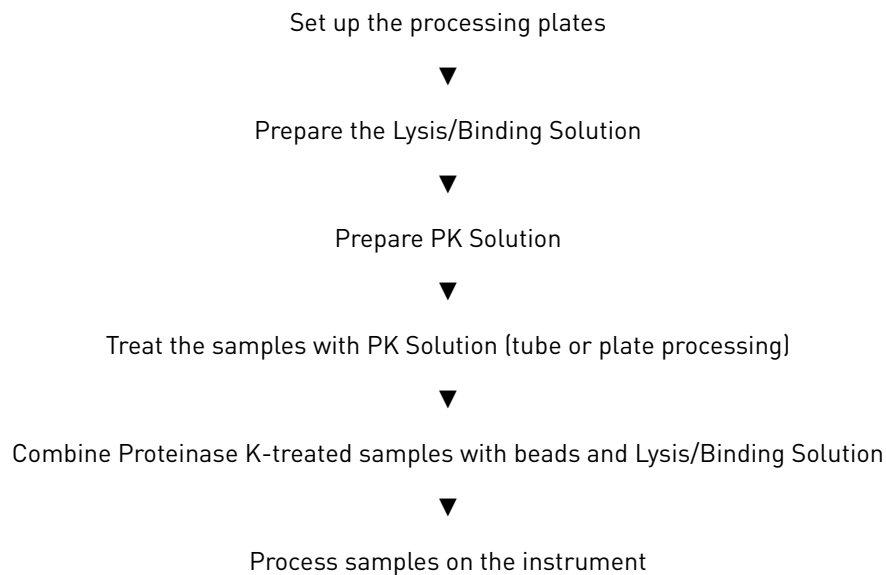 Set up the processing plates
▼
Prepare the Lysis/Binding Solution
▼
Prepare PK Solution
▼
Treat the samples with PK Solution (tube or plate processing)
▼
Combine Proteinase K-treated samples with beads and Lysis/Binding Solution
▼
Process samples on the instrument